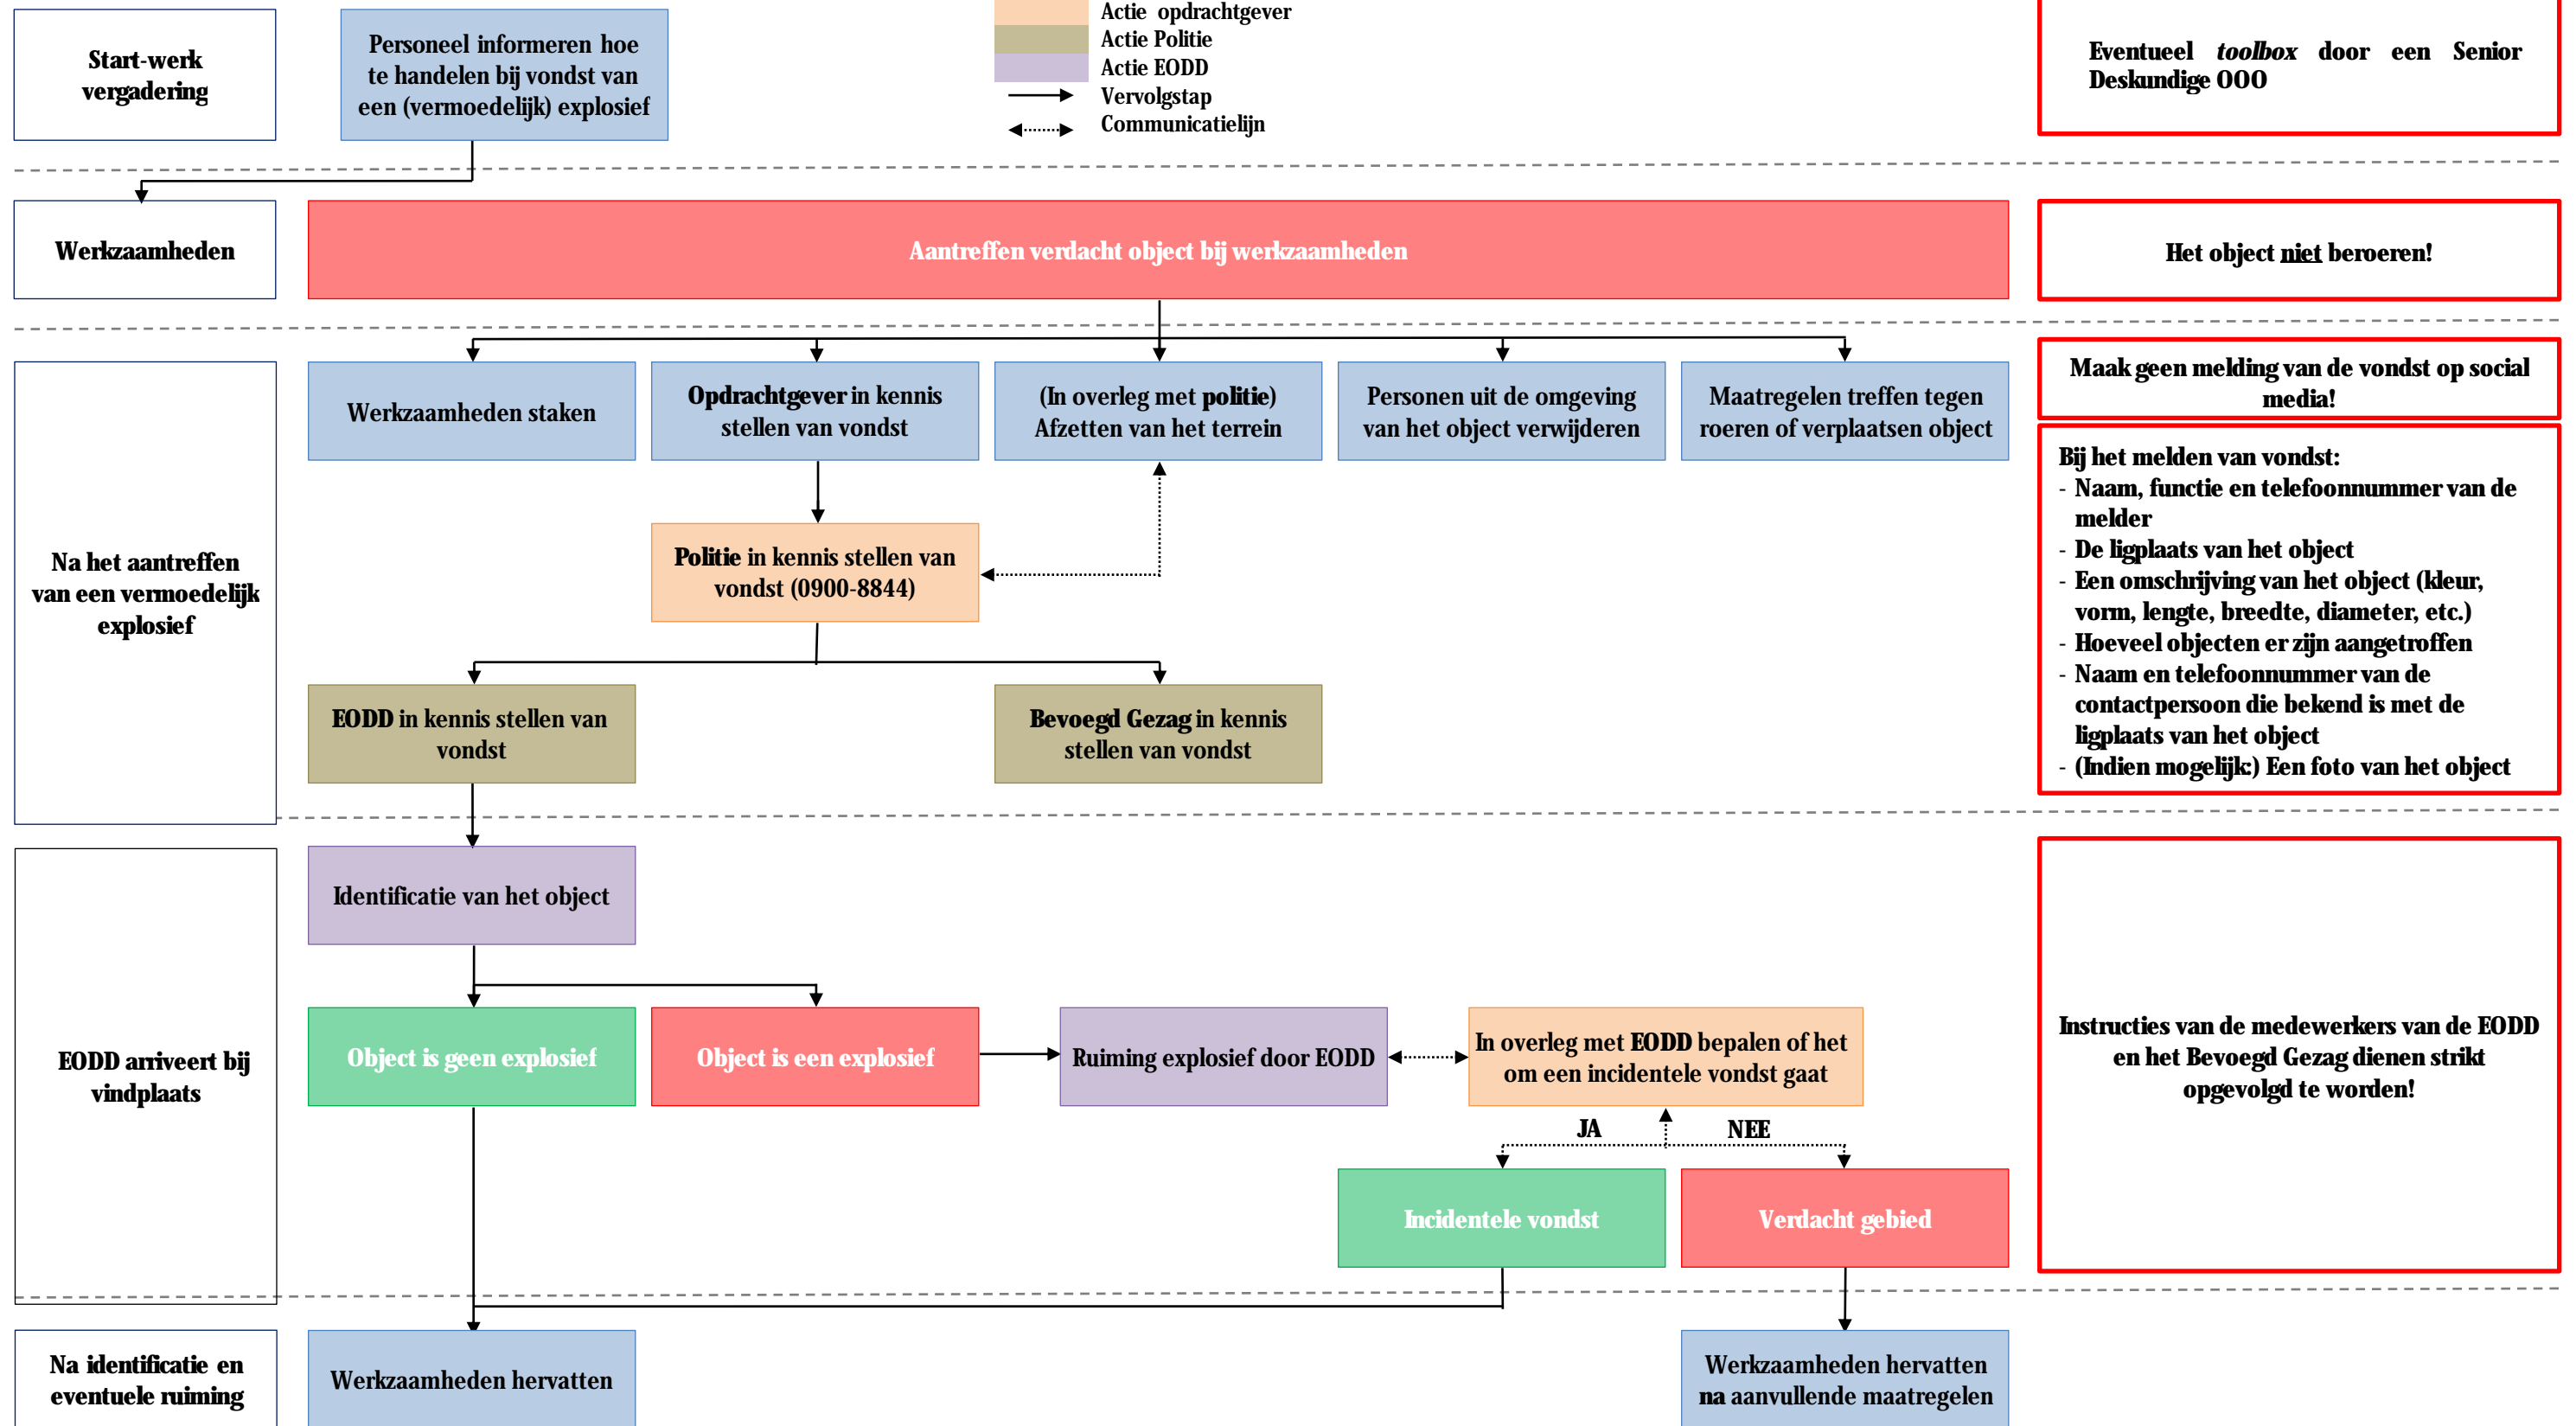 Start-werk
vergadering
Personeel informeren hoe
te handelen bij vondst van
een (vermoedelijk) explosief
Actie opdrachtgever
Actie Politie
Actie EODD
Vervolgstap
Communicatielijn
Eventueel toolbox door een Senior
Deskundige OOO
Werkzaamheden
Aantreffen verdacht object bij werkzaamheden
Het object niet beroeren!
Na het aantreffen
van een vermoedelijk
explosief
Werkzaamheden staken
Opdrachtgever in kennis
stellen van vondst
(In overleg met politie)
Afzetten van het terrein
Personen uit de omgeving
van het object verwijderen
Maatregelen treffen tegen
roeren of verplaatsen object
Maak geen melding van de vondst op social
media!
Bij het melden van vondst:
- Naam, functie en telefoonnummer van de
melder
- De ligplaats van het object
- Een omschrijving van het object (kleur,
vorm, lengte, breedte, diameter, etc.)
- Hoeveel objecten er zijn aangetroffen
- Naam en telefoonnummer van de
contactpersoon die bekend is met de
ligplaats van het object
- (Indien mogelijk:) Een foto van het object
Politie in kennis stellen van
vondst (0900-8844)
EODD in kennis stellen van
vondst
Bevoegd Gezag in kennis
stellen van vondst
EODD arriveert bij
vindplaats
Identificatie van het object
Object is geen explosief
Object is een explosief
Ruiming explosief door EODD
In overleg met EODD bepalen of het
om een incidentele vondst gaat
JA
NEE
Incidentele vondst
Verdacht gebied
Instructies van de medewerkers van de EODD
en het Bevoegd Gezag dienen strikt
opgevolgd te worden!
Na identificatie en
eventuele ruiming
Werkzaamheden hervatten
Werkzaamheden hervatten
na aanvullende maatregelen